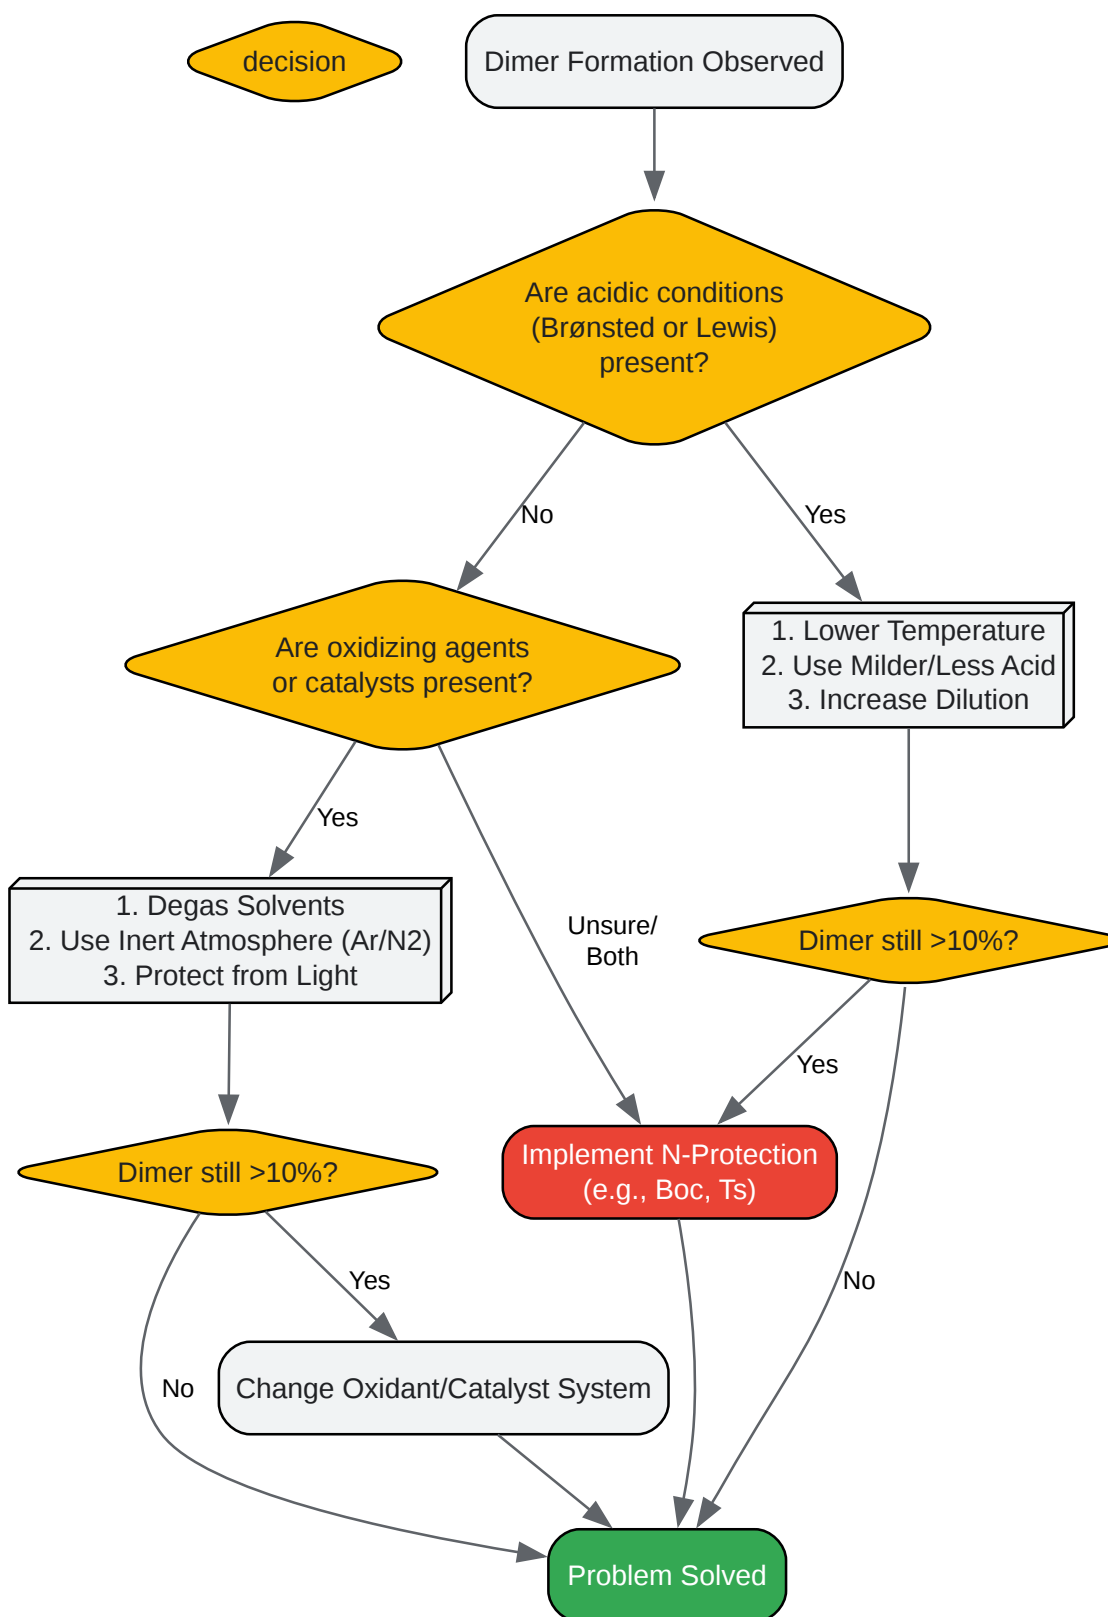 decision
Dimer Formation Observed
Are acidic conditions
(Brønsted or Lewis)
present?
No
Yes
Are oxidizing agents
or catalysts present?
1. Lower Temperature
2. Use Milder/Less Acid
3. Increase Dilution
Yes
Unsure/
Both
1. Degas Solvents
2. Use Inert Atmosphere (Ar/N2)
3. Protect from Light
Dimer still >10%?
Yes
Dimer still >10%?
Implement N-Protection
(e.g., Boc, Ts)
Yes
No
No
Change Oxidant/Catalyst System
Problem Solved